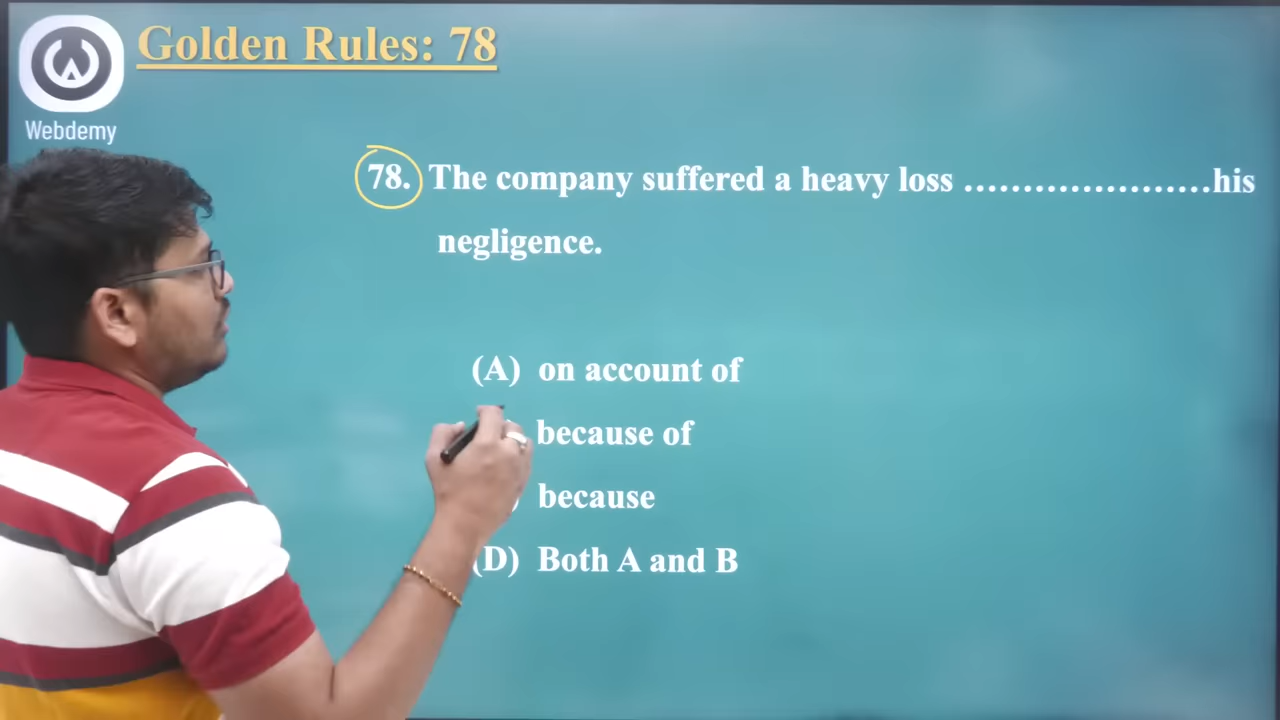 Golden Rules: 78
Webdemy
78. The company suffered a heavy loss .....................his
negligence.
(A) on account of
because of
) because
(D) Both A and B